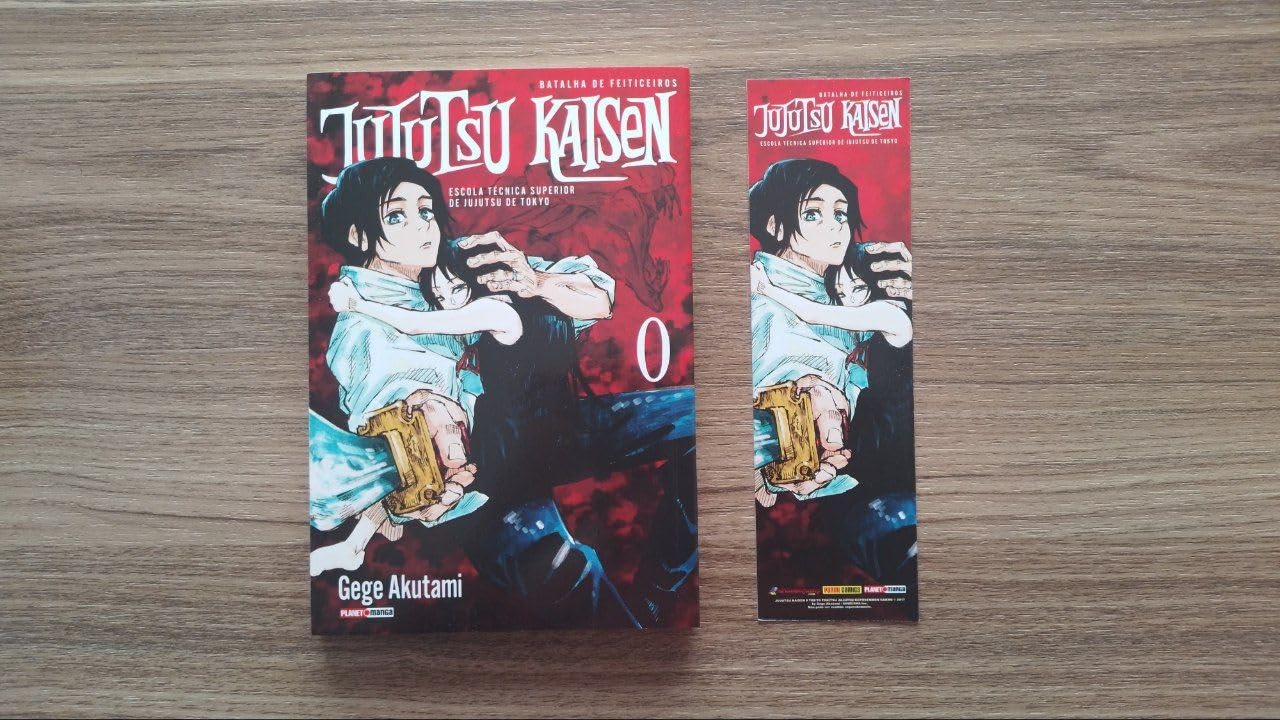 BATALHA DE FEITICEIROS
JUJUTSU KAISEN
ESCOLA TÉCNICA SUPERIOR
DE JUJUTSU DE TOKYO
0
Gege Akutami
PLANET manga
BATALHA DE FEITICEIROS
JUJUTSU KAISEN
ESCOLA TÉCNICA SUPERIOR DE JUJUTSU DE TOKYO
PANINI COMICS PLANET manga